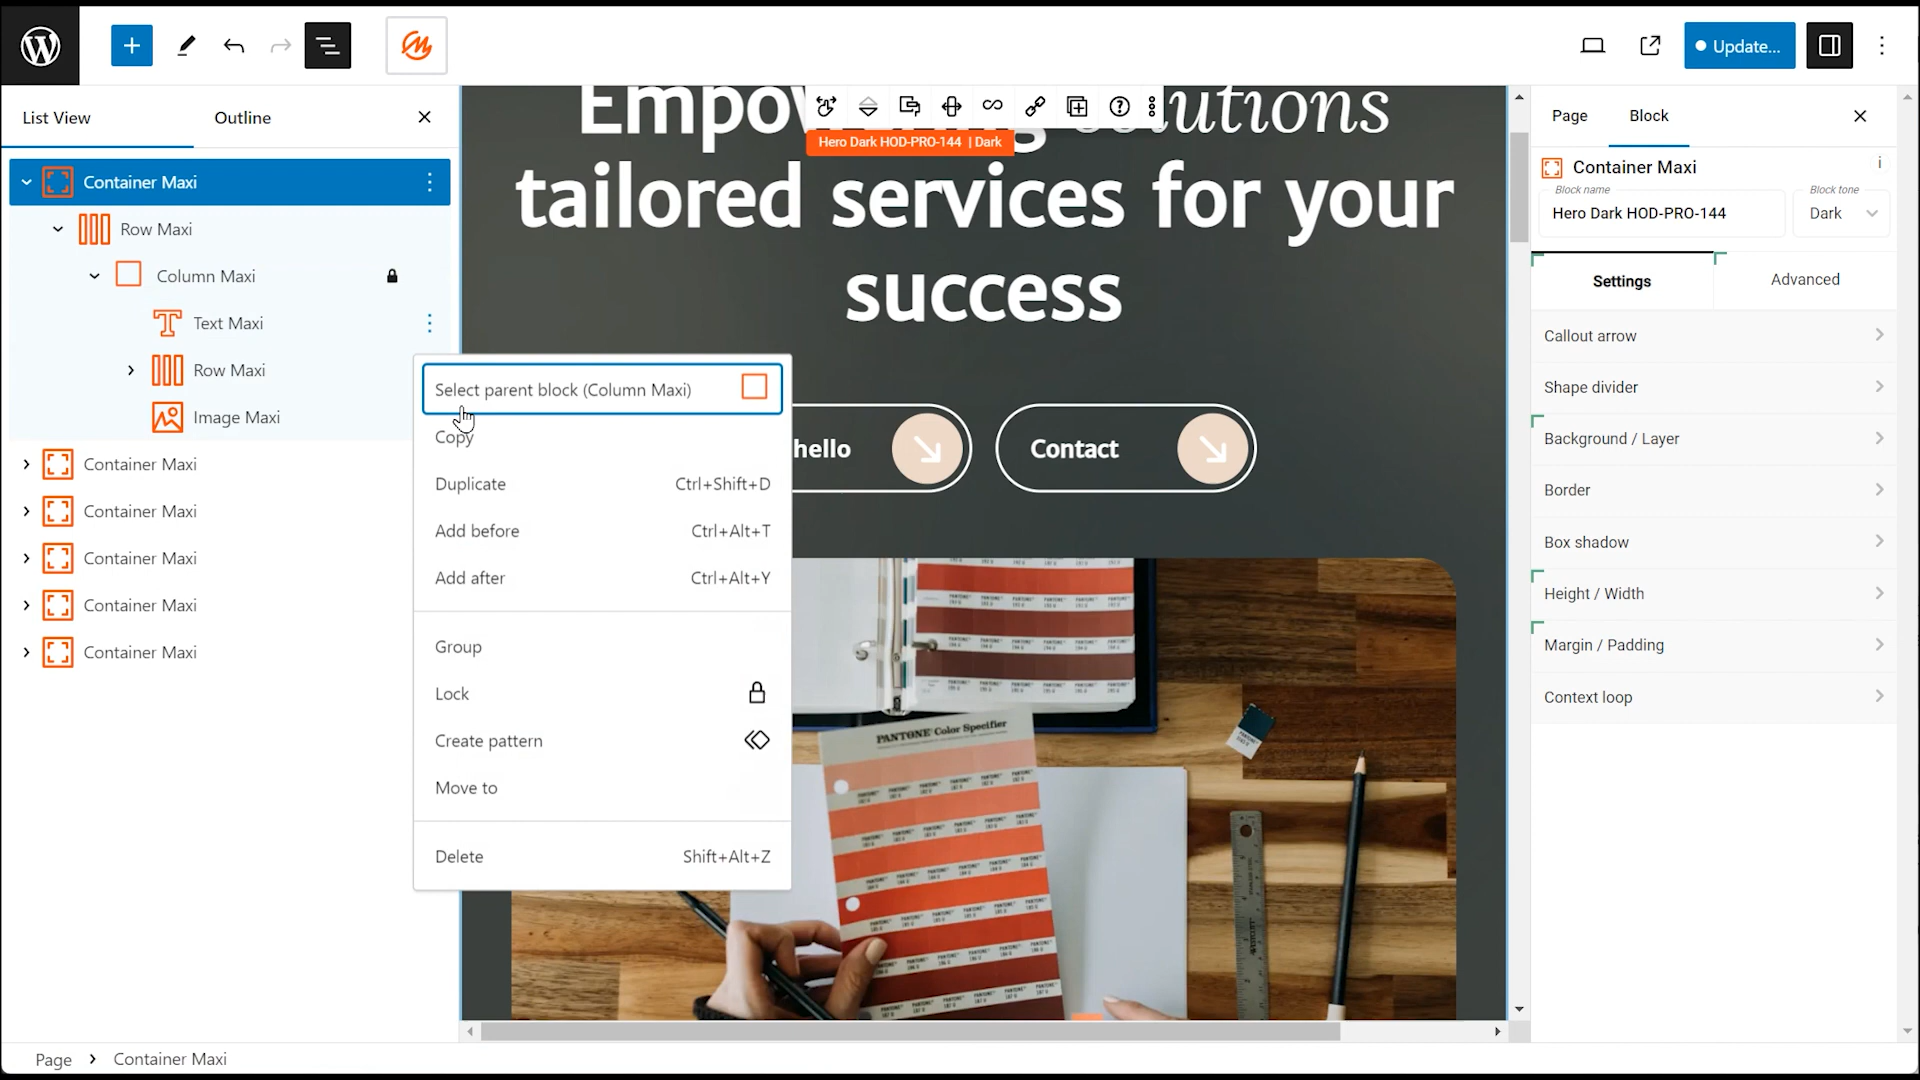 Update...
List View
Outline
Container Maxi
Row Maxi
Column Maxi
Text Maxi
Row Maxi
Image Maxi
Container Maxi
Container Maxi
Container Maxi
Container Maxi
Container Maxi
Select parent block (Column Maxi)
Copy
Duplicate Ctrl+Shift+D
Add before Ctrl+Alt+T
Add after Ctrl+Alt+Y
Group
Lock
Create pattern
Move to
Delete Shift+Alt+Z
Hero Dark HOD-PRO-144 | Dark
tailored services for your
success
hello
Contact
PANTONE Color Specifier
Page
Block
Container Maxi
Block name
Hero Dark HOD-PRO-144
Block tone
Dark
Settings
Advanced
Callout arrow
Shape divider
Background / Layer
Border
Box shadow
Height / Width
Margin / Padding
Context loop
Page
Container Maxi